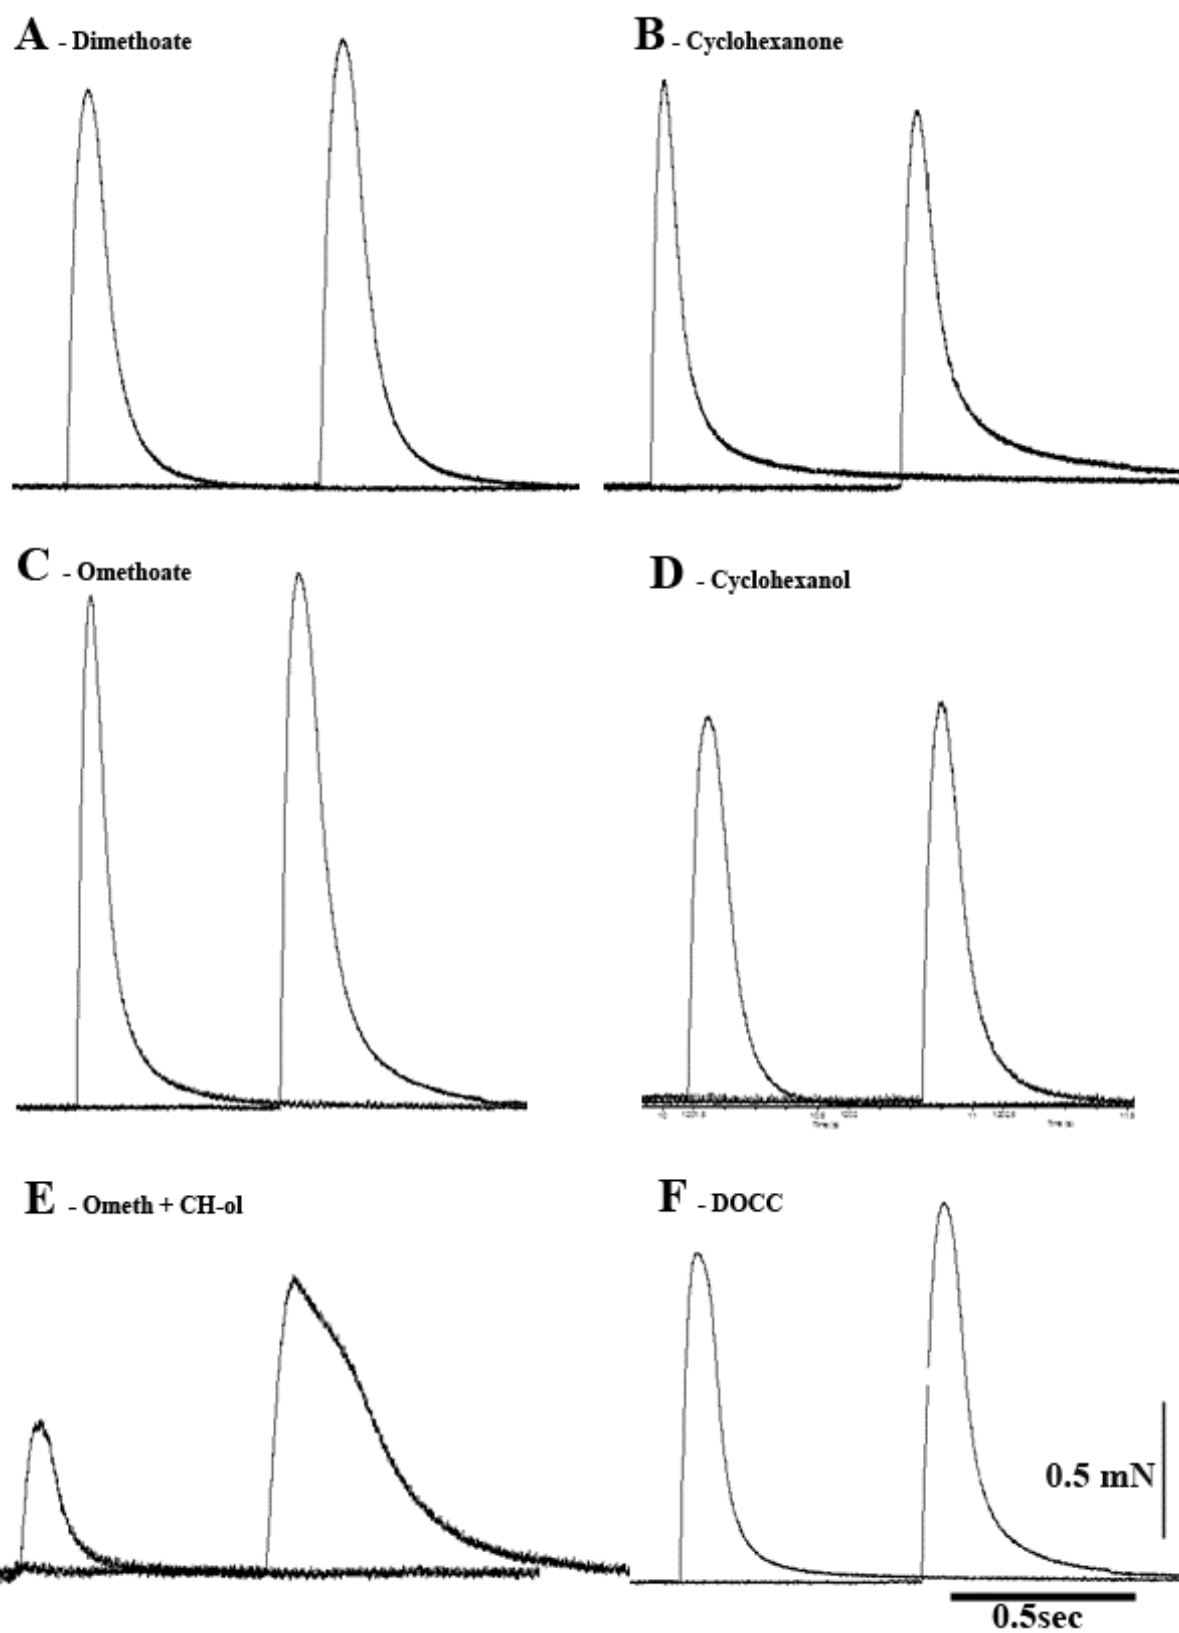 A - Dimethoate
B - Cyclohexanone
C - Omethoate
D - Cyclohexanol
E - Ometh + CH-ol
F - DOCC
0.5 mN
0.5sec